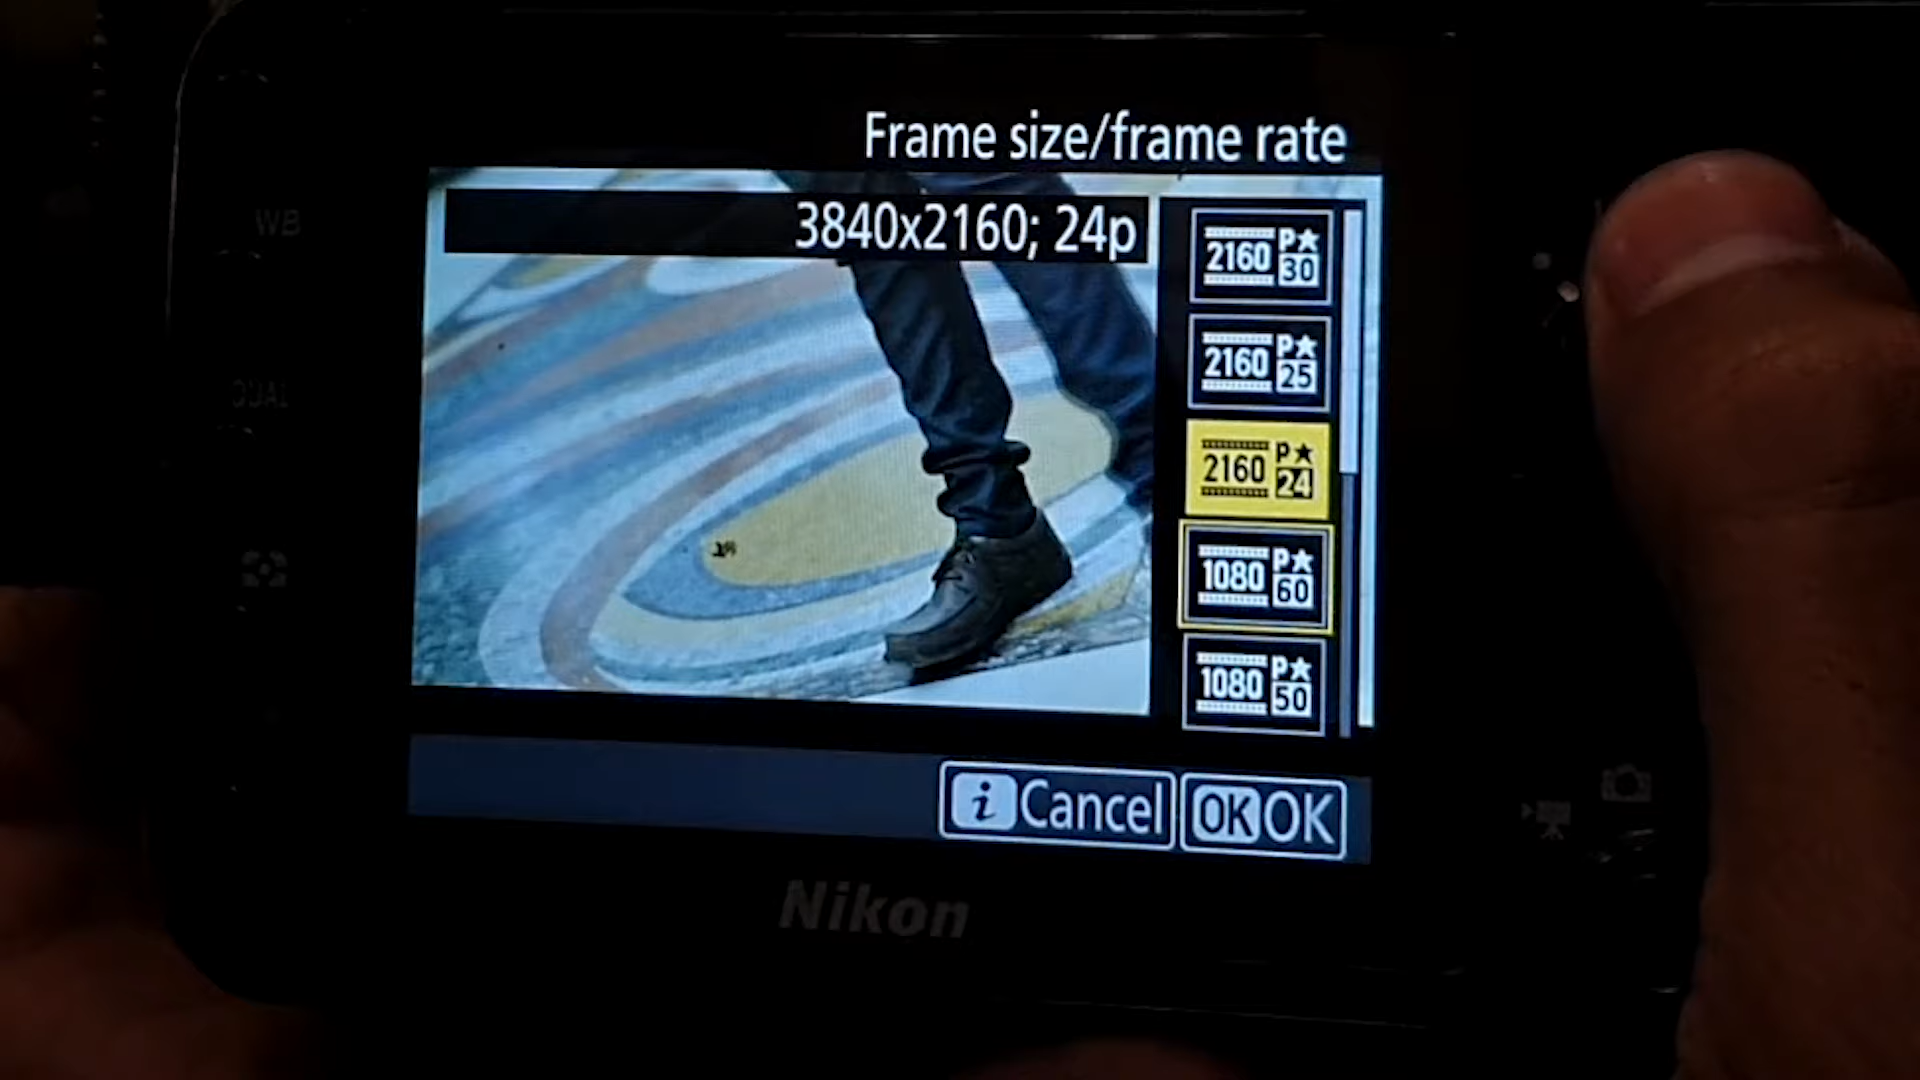 Frame size/frame rate
3840x2160; 24p
2160 P★ 30
2160 P★ 25
2160 P★ 24
1080 P★ 60
1080 P★ 50
i Cancel OK OK
WB
QUAL
Nikon